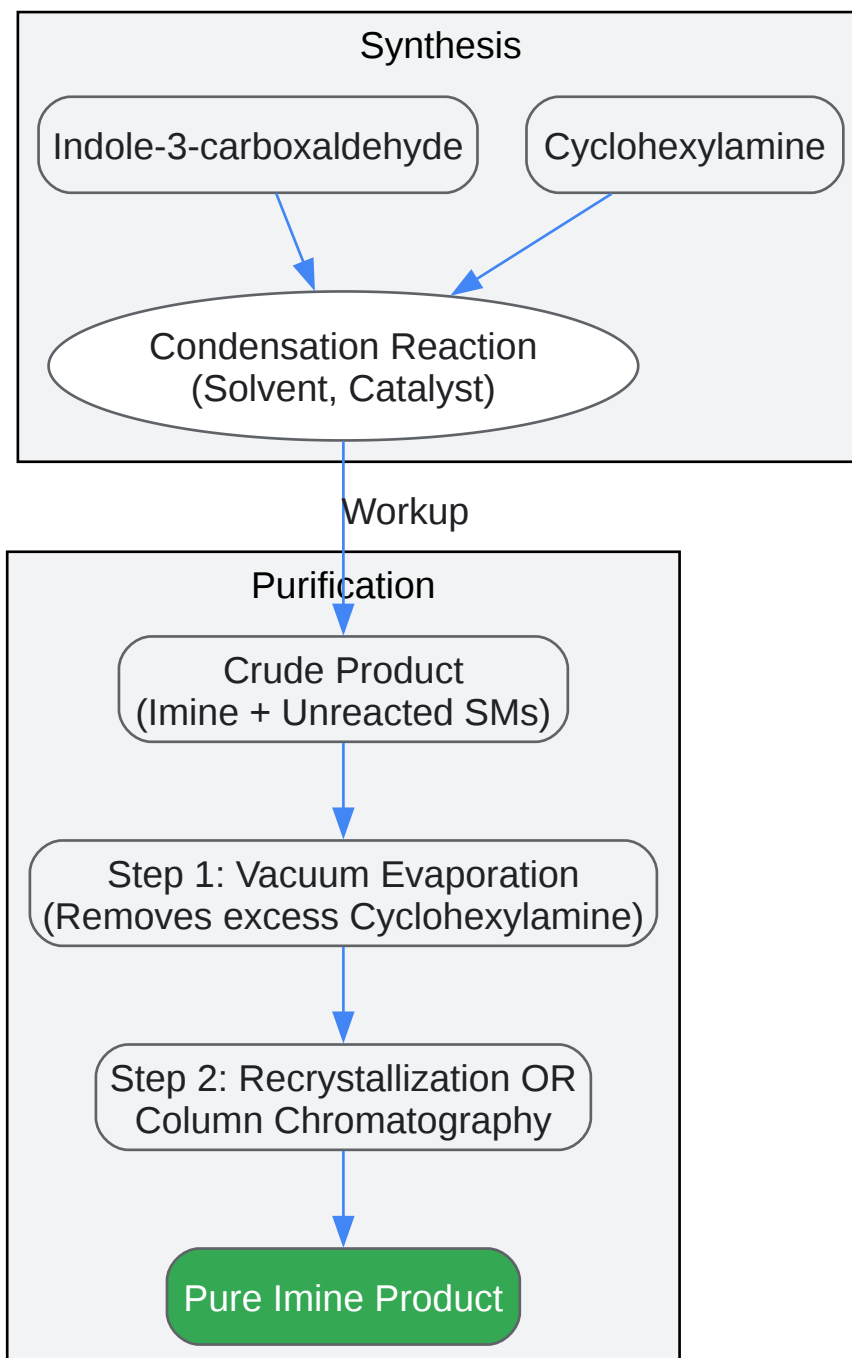 Synthesis
Indole-3-carboxaldehyde
Cyclohexylamine
Condensation Reaction
(Solvent, Catalyst)
Workup
Purification
Crude Product
(Imine + Unreacted SMs)
Step 1: Vacuum Evaporation
(Removes excess Cyclohexylamine)
Step 2: Recrystallization OR
Column Chromatography
Pure Imine Product